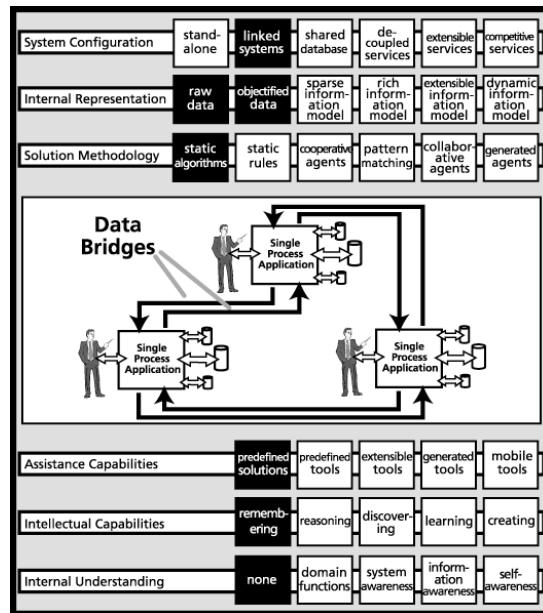 System Configuration
stand-
alone
linked
systems
shared
database
de-
coupled
services
extensible
services
competitive
services
Internal Representation
raw
data
objectified
data
sparse
inform-
ation
model
rich
inform-
ation
model
extensible
inform-
ation
model
dynamic
inform-
ation
model
Solution Methodology
static
algorithms
static
rules
cooperative
agents
pattern
matching
collabor-
ative
agents
generated
agents
Data
Bridges
Single
Process
Application
Single
Process
Application
Single
Process
Application
Assistance Capabilities
predefined
solutions
predefined
tools
extensible
tools
generated
tools
mobile
tools
Intellectual Capabilities
rememb-
ering
reasoning
discover-
ing
learning
creating
Internal Understanding
none
domain
functions
system
awareness
inform-
ation
awareness
self-
awareness